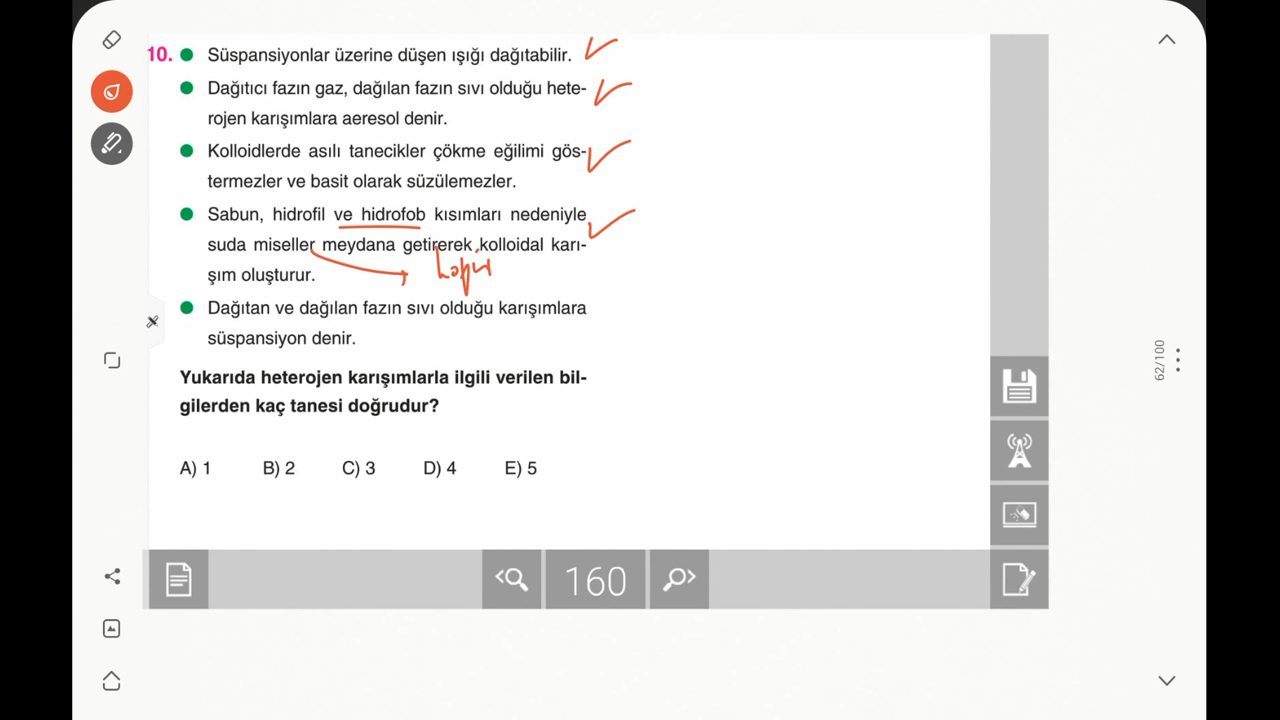 10. Süspansiyonlar üzerine düşen ışığı dağıtabilir.
Dağıtıcı fazın gaz, dağılan fazın sıvı olduğu hete-
rojen karışımlara aeresol denir.
Kolloidlerde asılı tanecikler çökme eğilimi gös-
termezler ve basit olarak süzülemezler.
Sabun, hidrofil ve hidrofob kısımları nedeniyle
suda miseller meydana getirerek kolloidal karı-
şım oluşturur.
Dağıtan ve dağılan fazın sıvı olduğu karışımlara
süspansiyon denir.
Yukarıda heterojen karışımlarla ilgili verilen bil-
gilerden kaç tanesi doğrudur?
A) 1 B) 2 C) 3 D) 4 E) 5
160
62/100